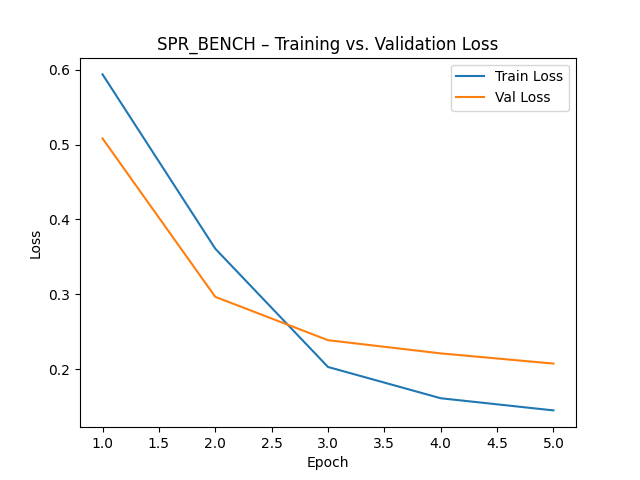 SPR_BENCH – Training vs. Validation Loss
Train Loss
Val Loss
0.6
0.5
0.4
0.3
0.2
Loss
1.0 1.5 2.0 2.5 3.0 3.5 4.0 4.5 5.0
Epoch